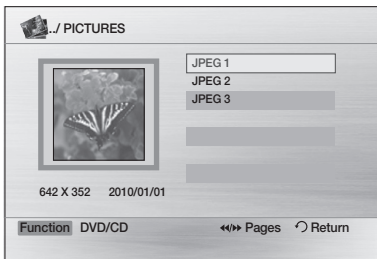 ../ PICTURES
JPEG 1
JPEG 2
JPEG 3
642 X 352 2010/01/01
Function DVD/CD Pages Return